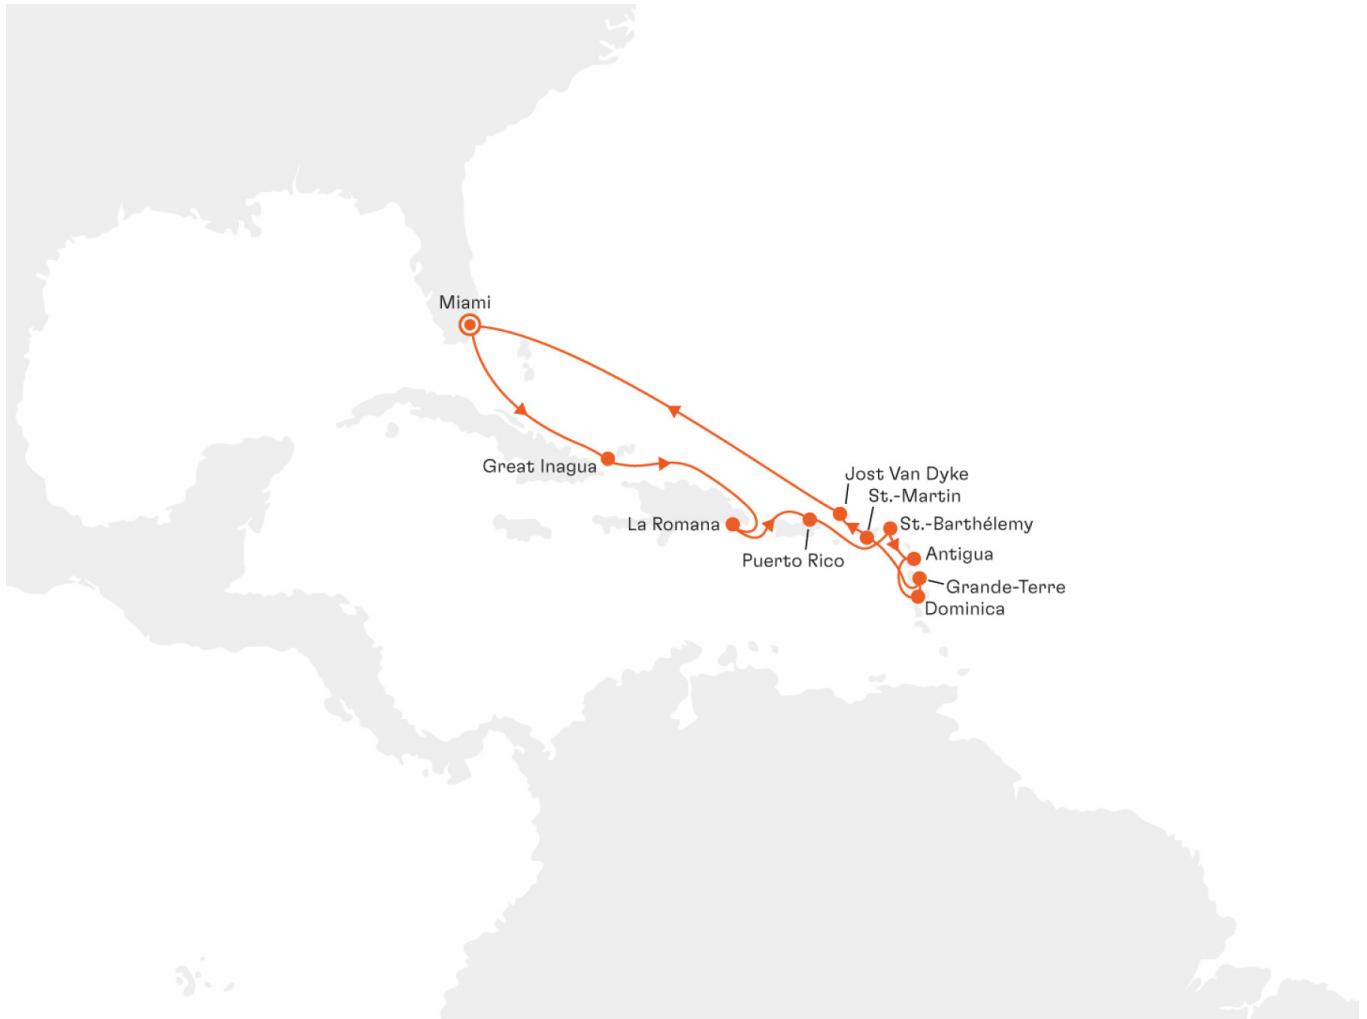 Miami
Great Inagua
Jost Van Dyke
St.-Martin
La Romana
St.-Barthélemy
Puerto Rico
Antigua
Grande-Terre
Dominica